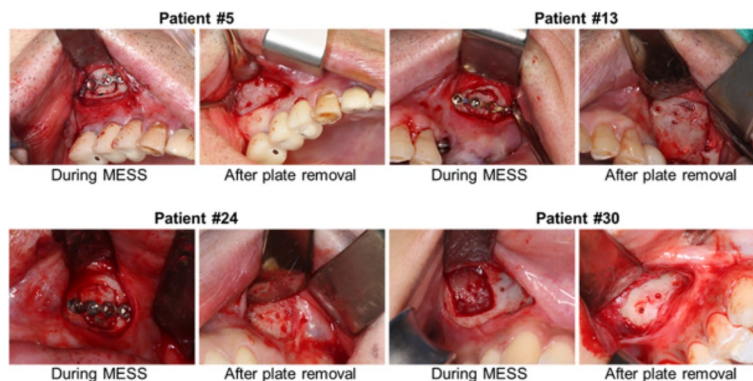 Patient #5
Patient #13
During MESS
After plate removal
During MESS
After plate removal
Patient #24
Patient #30
During MESS
After plate removal
During MESS
After plate removal